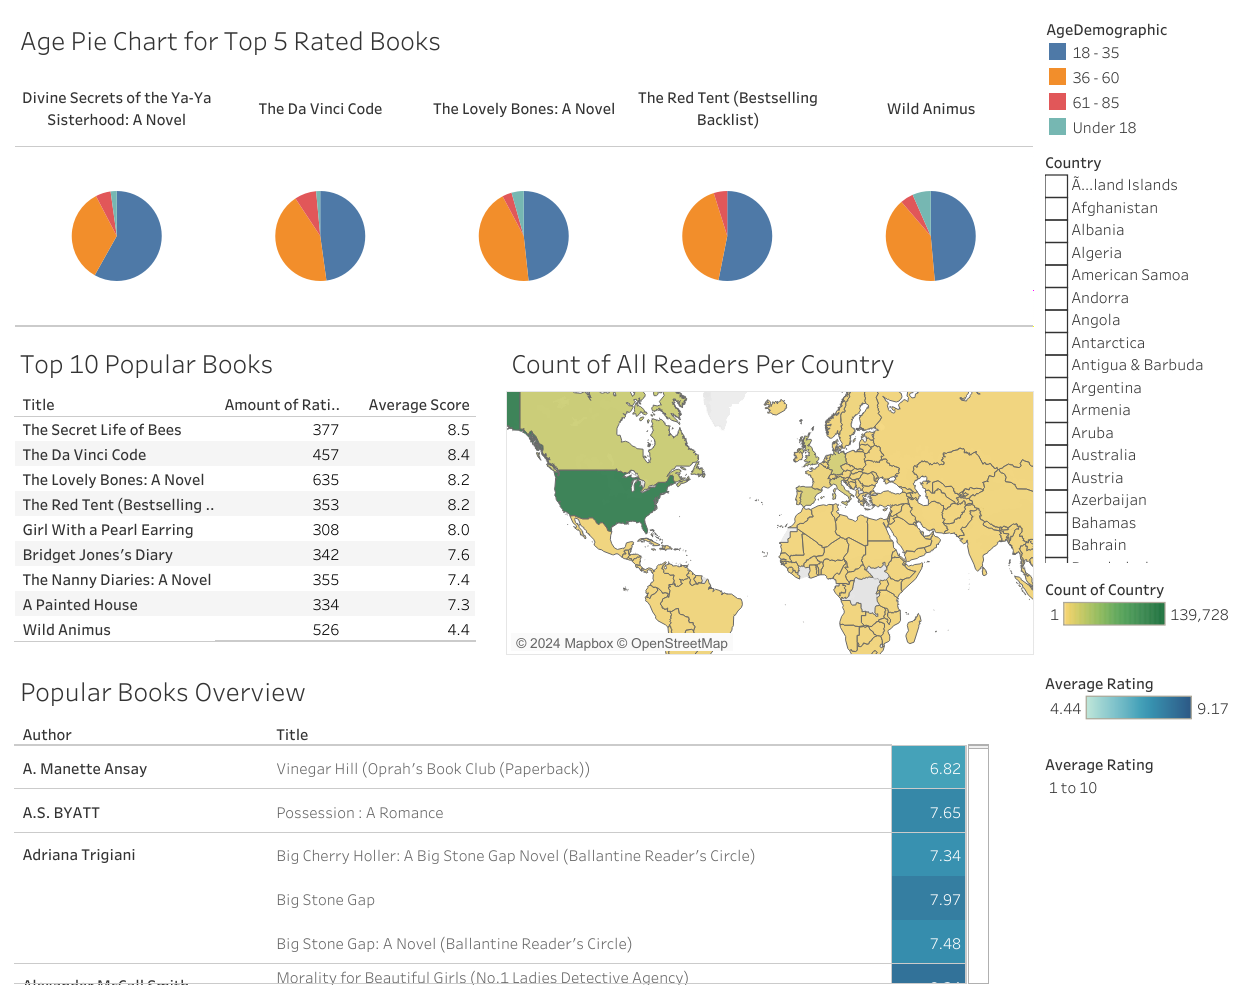 Age Pie Chart for Top 5 Rated Books
Divine Secrets of the Ya-Ya
Sisterhood: A Novel
The Da Vinci Code
The Lovely Bones: A Novel
The Red Tent (Bestselling
Backlist)
Wild Animus
AgeDemographic
18 - 35
36 - 60
61 - 85
Under 18
Country
Ã...land Islands
Afghanistan
Albania
Algeria
American Samoa
Andorra
Angola
Antarctica
Antigua & Barbuda
Argentina
Armenia
Aruba
Australia
Austria
Azerbaijan
Bahamas
Bahrain
Top 10 Popular Books
Title Amount of Rati.. Average Score
The Secret Life of Bees 377 8.5
The Da Vinci Code 457 8.4
The Lovely Bones: A Novel 635 8.2
The Red Tent (Bestselling .. 353 8.2
Girl With a Pearl Earring 308 8.0
Bridget Jones's Diary 342 7.6
The Nanny Diaries: A Novel 355 7.4
A Painted House 334 7.3
Wild Animus 526 4.4
Count of All Readers Per Country
© 2024 Mapbox © OpenStreetMap
Count of Country
1 139,728
Average Rating
4.44 9.17
Average Rating
1 to 10
Popular Books Overview
Author Title
A. Manette Ansay Vinegar Hill (Oprah's Book Club (Paperback)) 6.82
A.S. BYATT Possession : A Romance 7.65
Adriana Trigiani Big Cherry Holler: A Big Stone Gap Novel (Ballantine Reader's Circle) 7.34
Big Stone Gap 7.97
Big Stone Gap: A Novel (Ballantine Reader's Circle) 7.48
Alexander McCall Smith Morality for Beautiful Girls (No.1 Ladies Detective Agency)